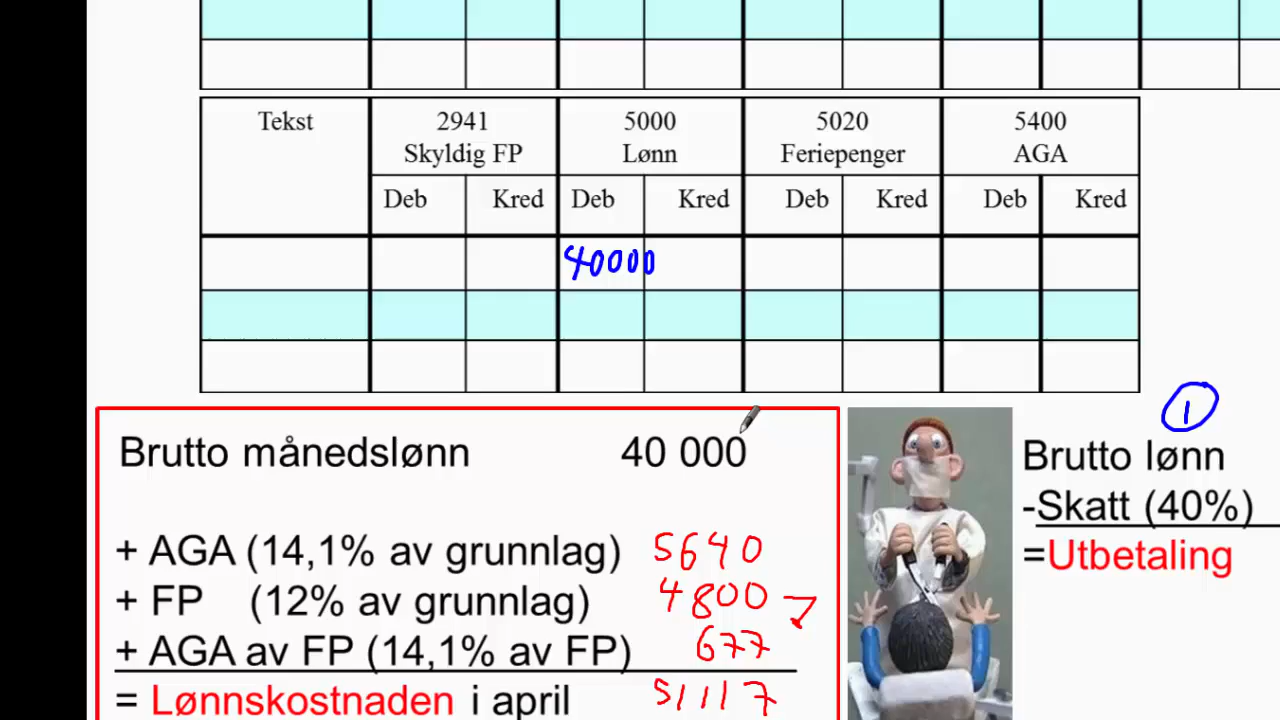 Tekst 2941 5000 5020 5400
Skyldig FP Lønn Feriepenger AGA
Deb Kred Deb Kred Deb Kred Deb Kred
40000
1
Brutto månedslønn 40 000
+ AGA (14,1% av grunnlag) 5640
+ FP (12% av grunnlag) 4800
+ AGA av FP (14,1% av FP) 677
= Lønnskostnaden i april 51117
Brutto lønn
-Skatt (40%)
=Utbetaling